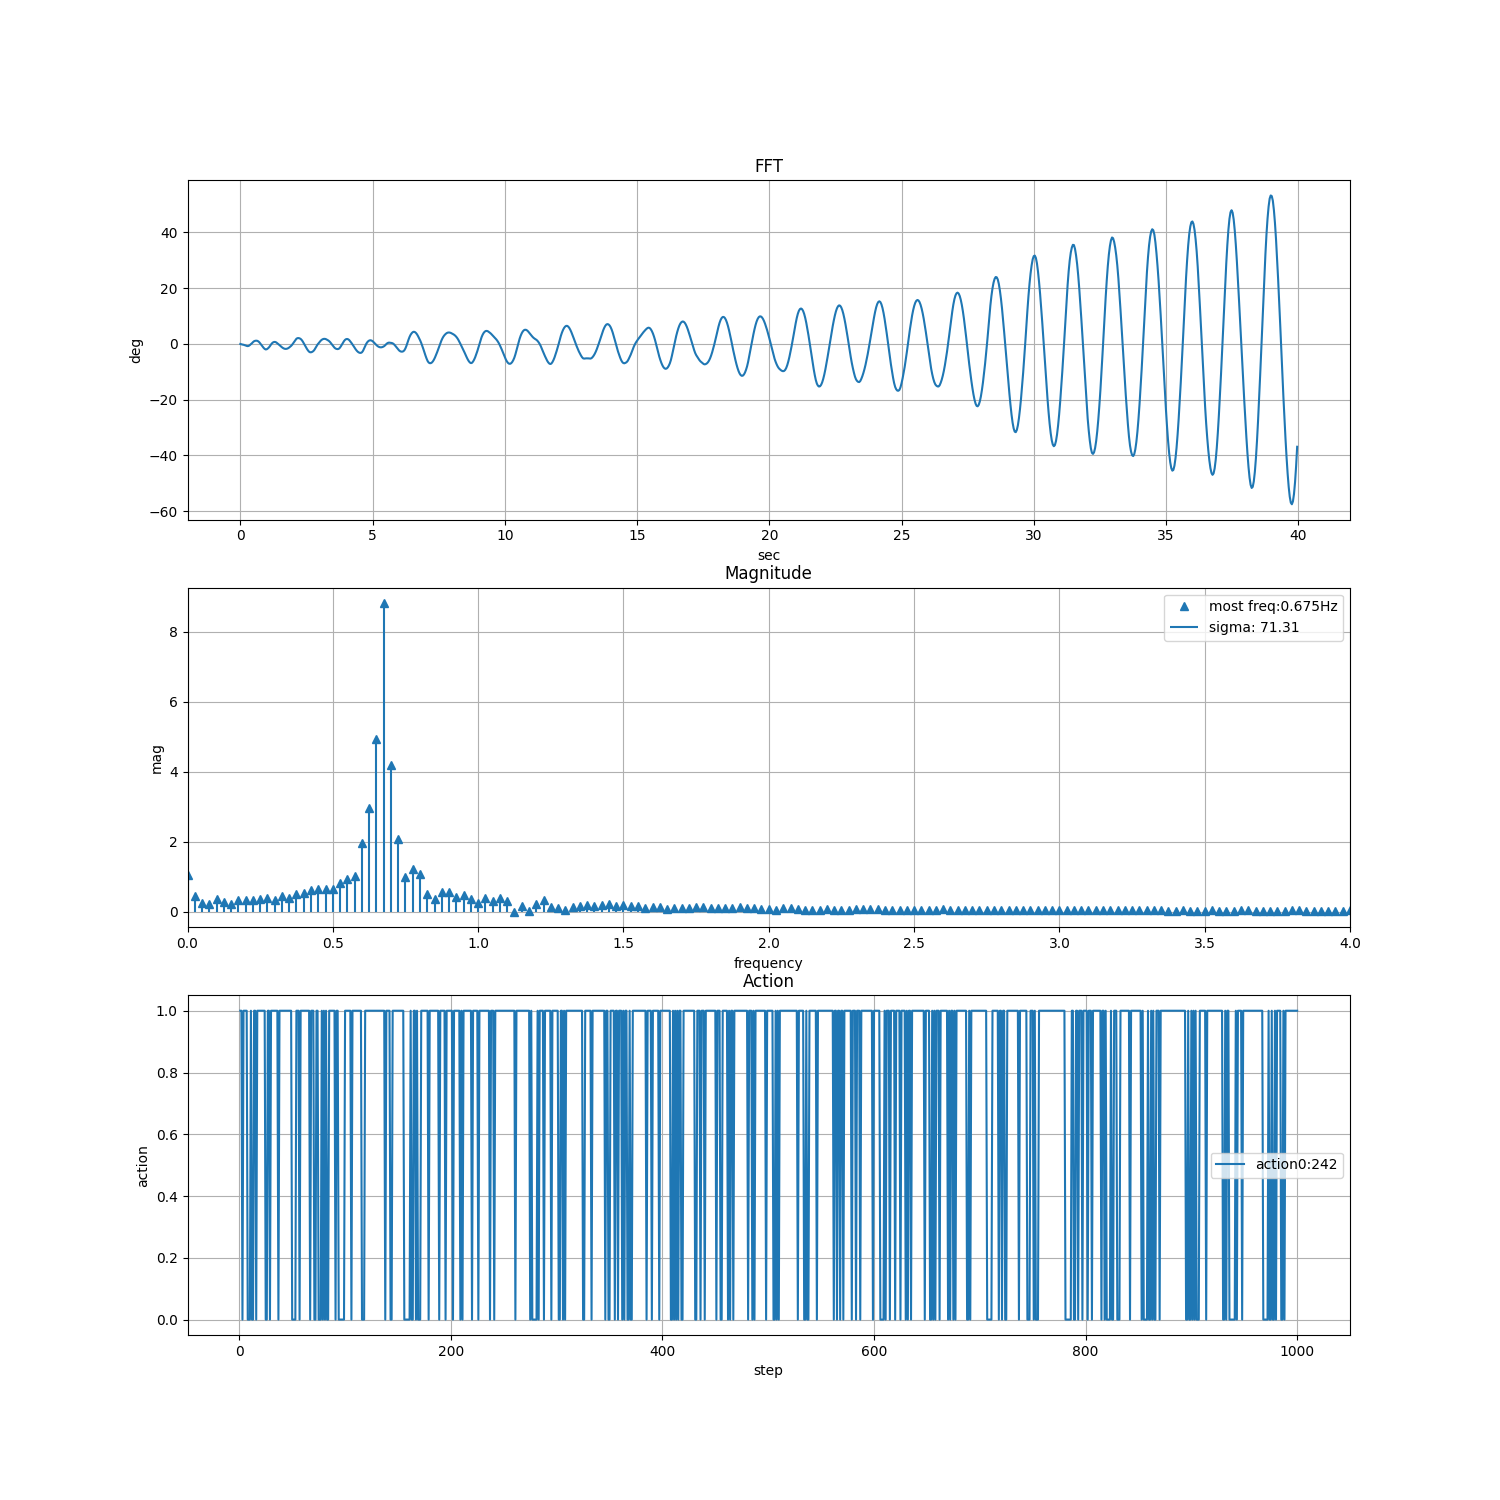 FFT
deg
40
20
0
−20
−40
−60
0 5 10 15 20 25 30 35 40
sec
Magnitude
most freq:0.675Hz
sigma: 71.31
mag
8
6
4
2
0
0.0 0.5 1.0 1.5 2.0 2.5 3.0 3.5 4.0
frequency
Action
action
1.0
0.8
0.6
0.4
0.2
0.0
action0:242
0 200 400 600 800 1000
step